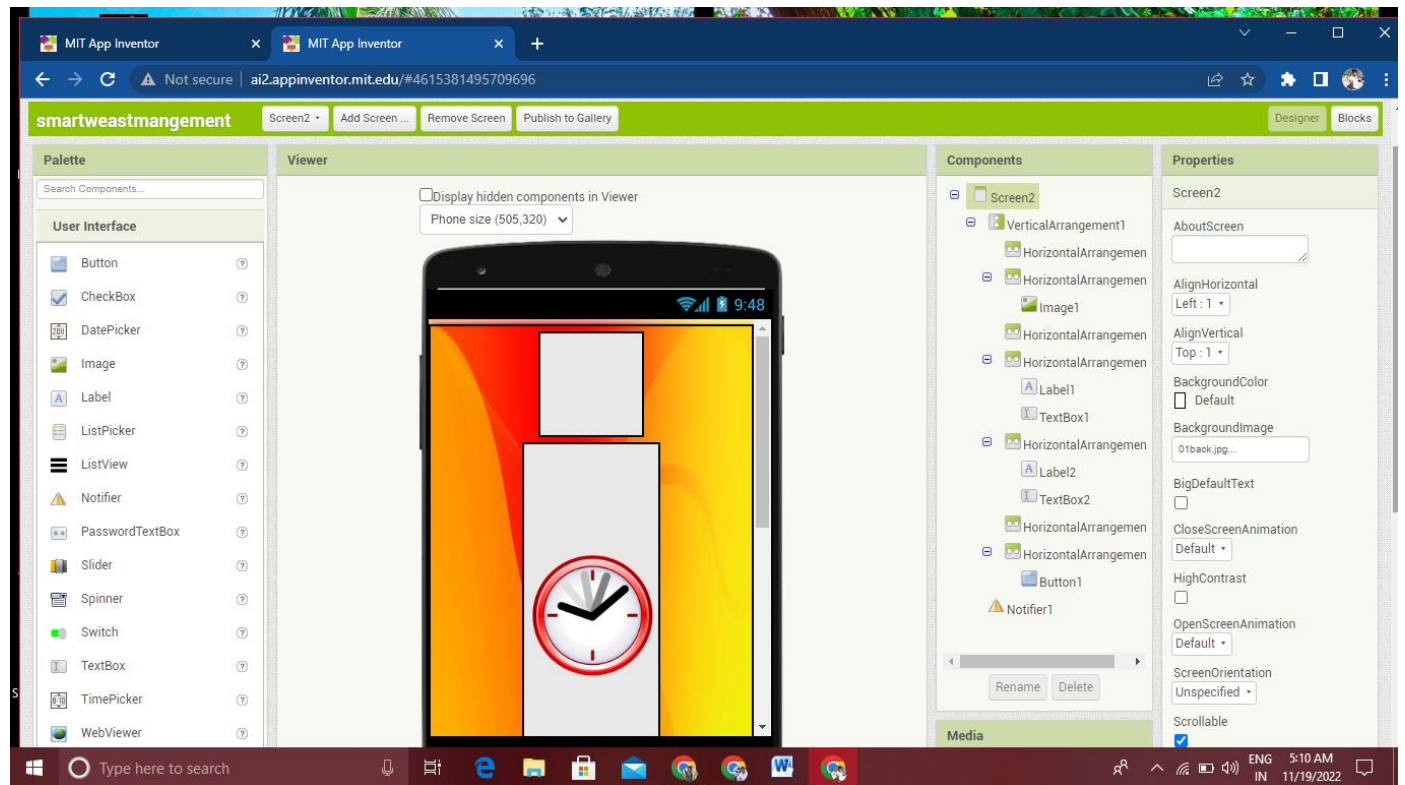 MIT App Inventor
MIT App Inventor
Not secure | ai2.appinventor.mit.edu/#4615381495709696
smartweastmangement
Screen2
Add Screen ...
Remove Screen
Publish to Gallery
Designer
Blocks
Palette
Search Components...
User Interface
Button
CheckBox
DatePicker
Image
Label
ListPicker
ListView
Notifier
PasswordTextBox
Slider
Spinner
Switch
TextBox
TimePicker
WebViewer
Viewer
Display hidden components in Viewer
Phone size (505,320)
9:48
Components
Screen2
VerticalArrangement1
HorizontalArrangemen
HorizontalArrangemen
Image1
HorizontalArrangemen
HorizontalArrangemen
Label1
TextBox1
HorizontalArrangemen
Label2
TextBox2
HorizontalArrangemen
HorizontalArrangemen
Button1
Notifier1
Rename
Delete
Media
Properties
Screen2
AboutScreen
AlignHorizontal
Left : 1
AlignVertical
Top : 1
BackgroundColor
Default
BackgroundImage
01back.jpg...
BigDefaultText
CloseScreenAnimation
Default
HighContrast
OpenScreenAnimation
Default
ScreenOrientation
Unspecified
Scrollable
Type here to search
ENG
IN
5:10 AM
11/19/2022